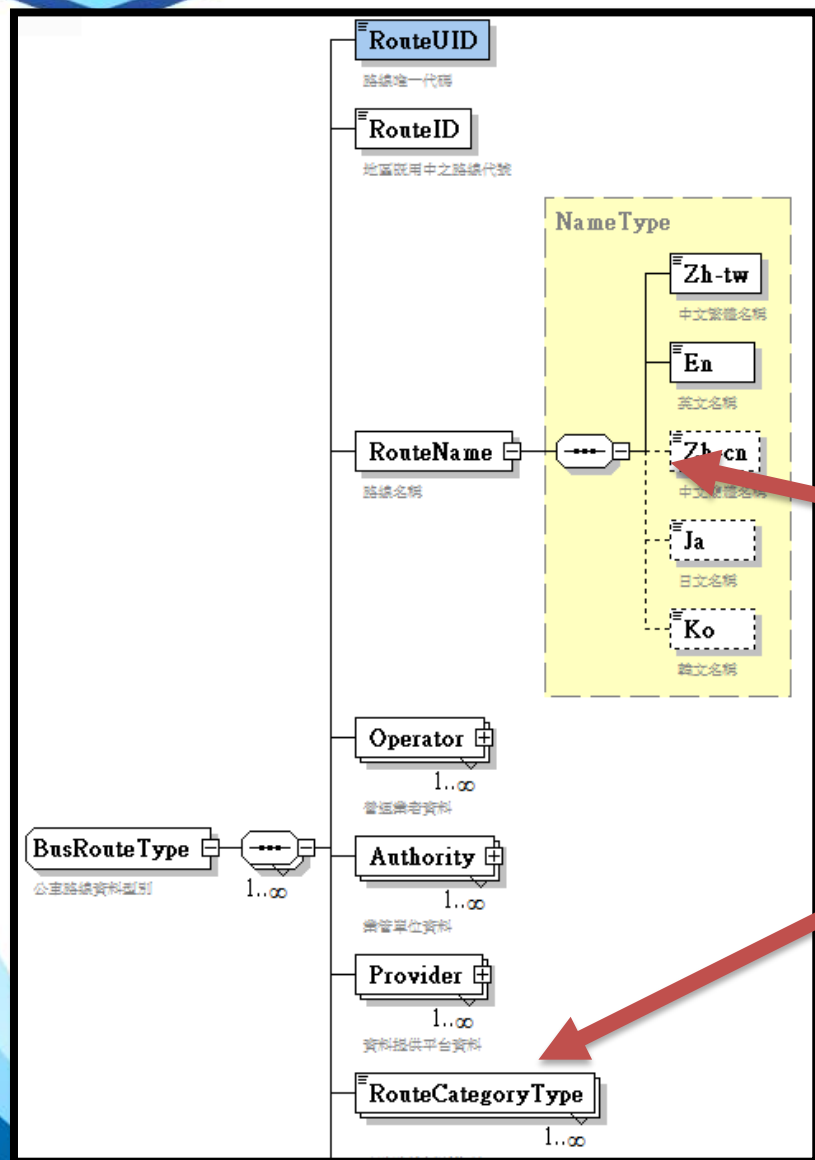 RouteUID
路線唯一代碼
RouteID
地區既用中之路線代號
NameType
Zh-tw
中文繁體名稱
En
英文名稱
RouteName
路線名稱
Zh-cn
Ja
日文名稱
Ko
韓文名稱
Operator
1..∞
營運業者資料
BusRouteType
公車路線資料型別
1..∞
Authority
1..∞
業管單位資料
Provider
1..∞
資料提供平台資料
RouteCategoryType
1..∞